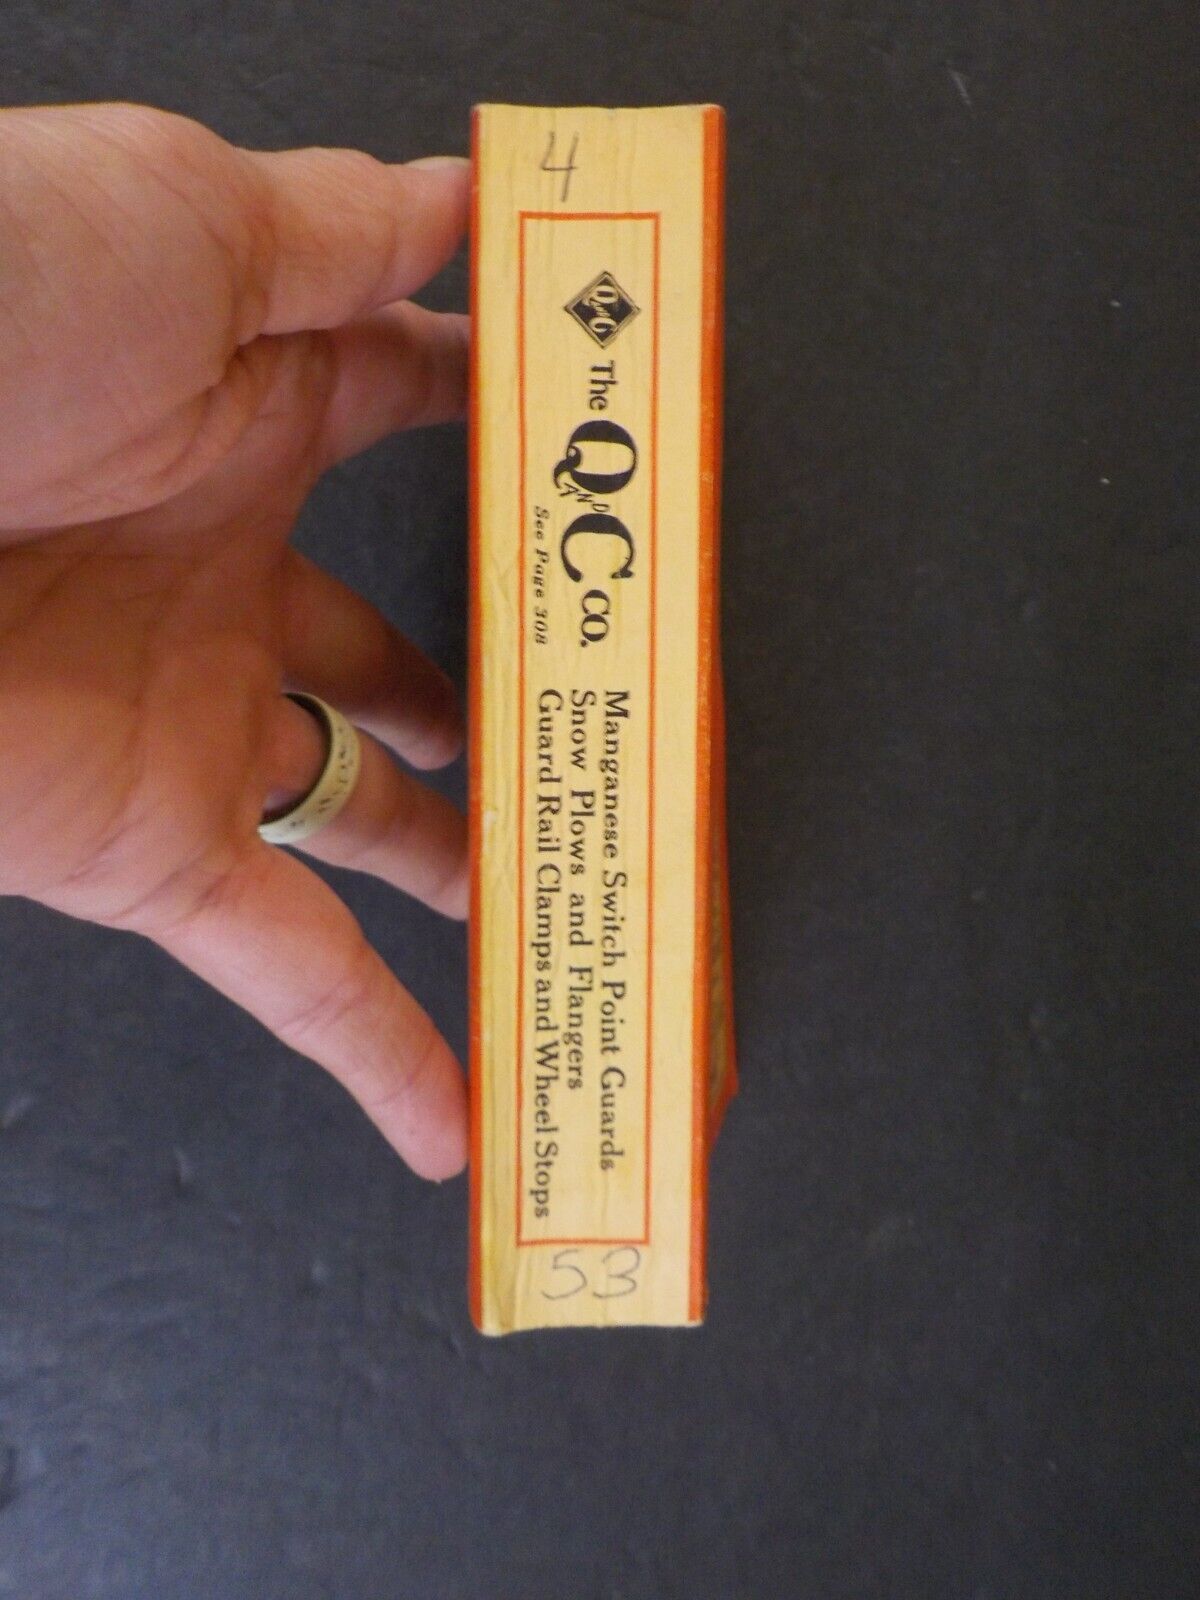 4
Q and C
The Q AND C CO.
See Page 308
Manganese Switch Point Guards
Snow Plows and Flangers
Guard Rail Clamps and Wheel Stops
53